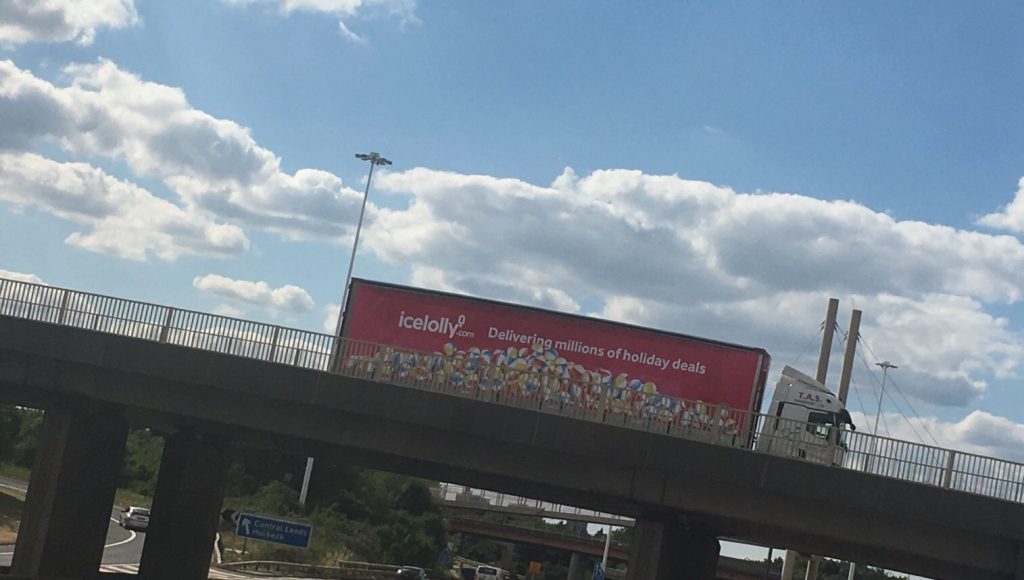 icelolly.com
Delivering millions of holiday deals
T.A.S.
Central Leeds
Holbeck